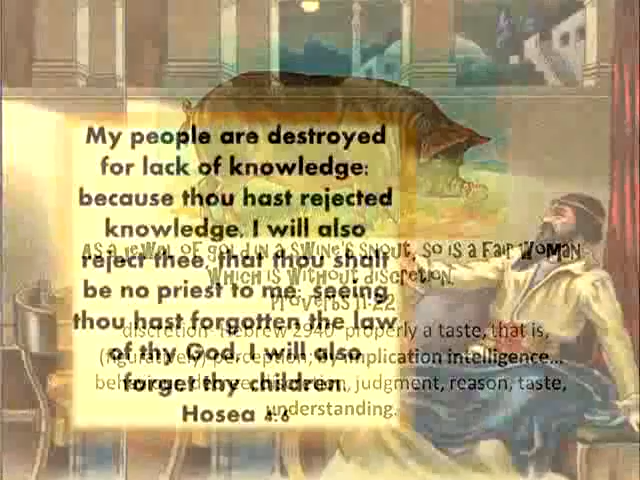 My people are destroyed
for lack of knowledge:
because thou hast rejected
knowledge, I will also
reject thee, that thou shalt
be no priest to me: seeing
thou hast forgotten the law
of thy God, I will also
forget thy children.
Hosea 4:6
As a jewel of gold in a swine's snout, so is a fair woman
which is without discretion.
Proverbs 11:22
discretion- Hebrew 2940- properly a taste, that is,
(figuratively) perception; by implication intelligence...
judgment, reason, taste,
understanding.